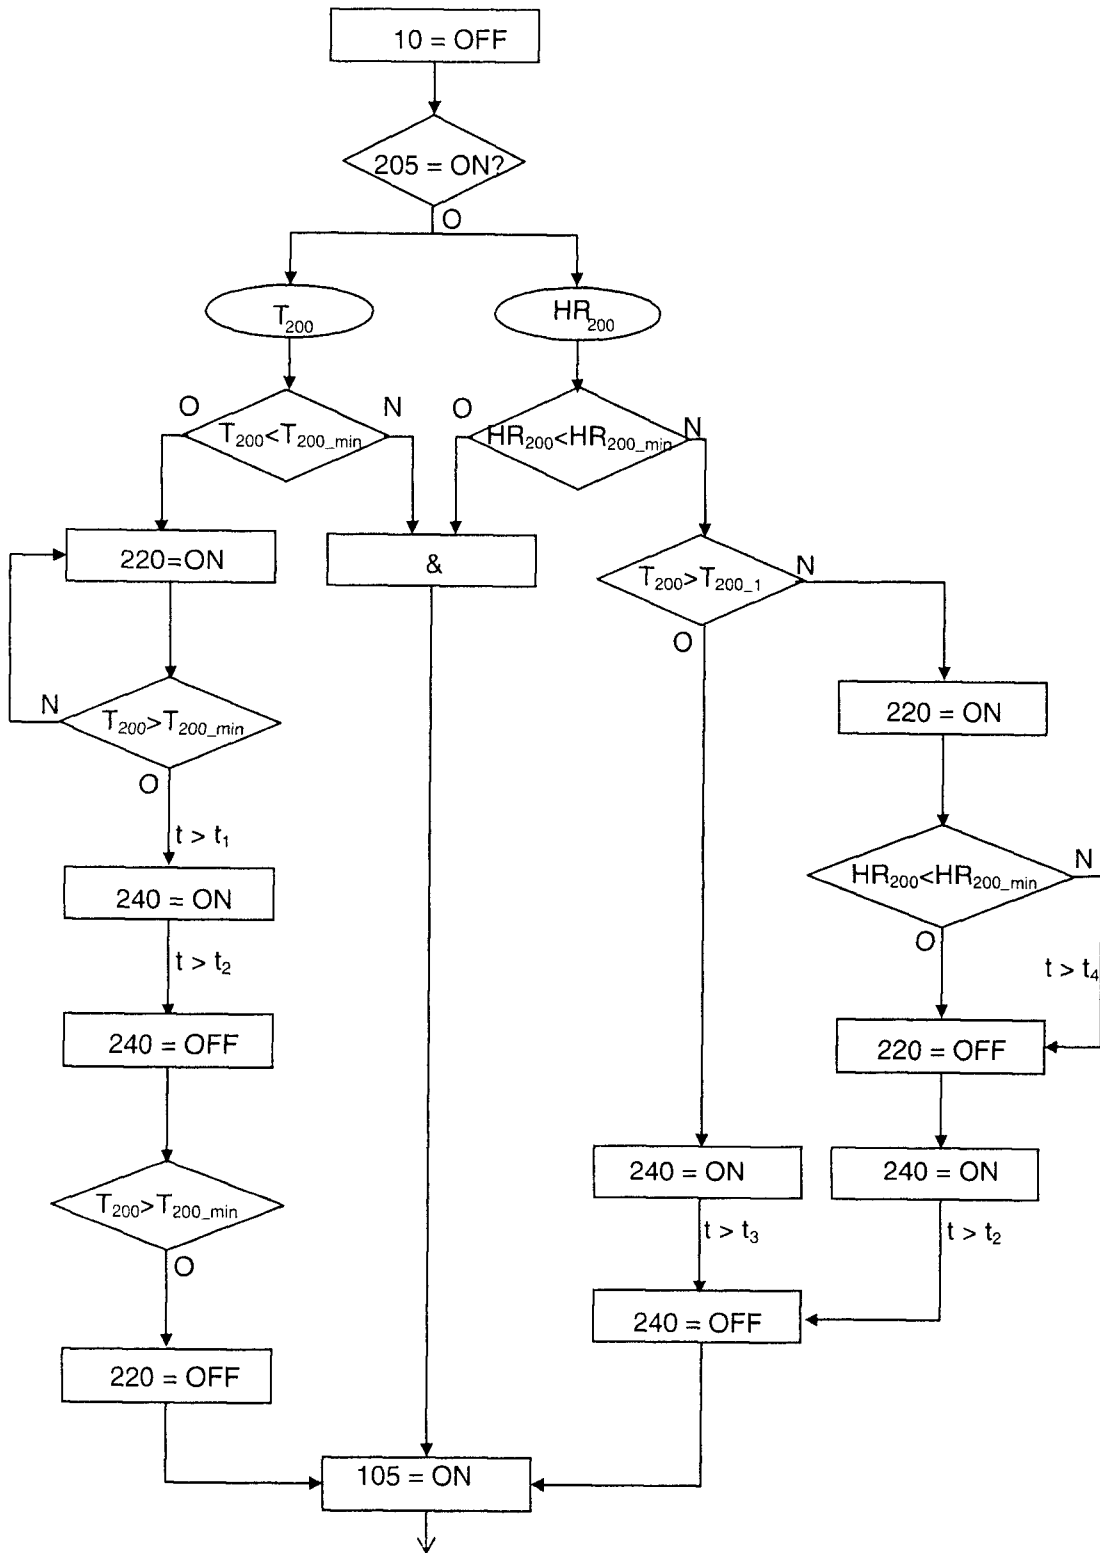 10 = OFF
205 = ON?
O
T200
HR200
O
T200<T200_min
N
O
HR200<HR200_min
N
220=ON
&
T200>T200_1
N
O
N
T200>T200_min
O
220 = ON
t > t1
240 = ON
HR200<HR200_min
N
O
t > t2
t > t4
240 = OFF
220 = OFF
T200>T200_min
O
240 = ON
240 = ON
t > t3
t > t2
240 = OFF
220 = OFF
105 = ON